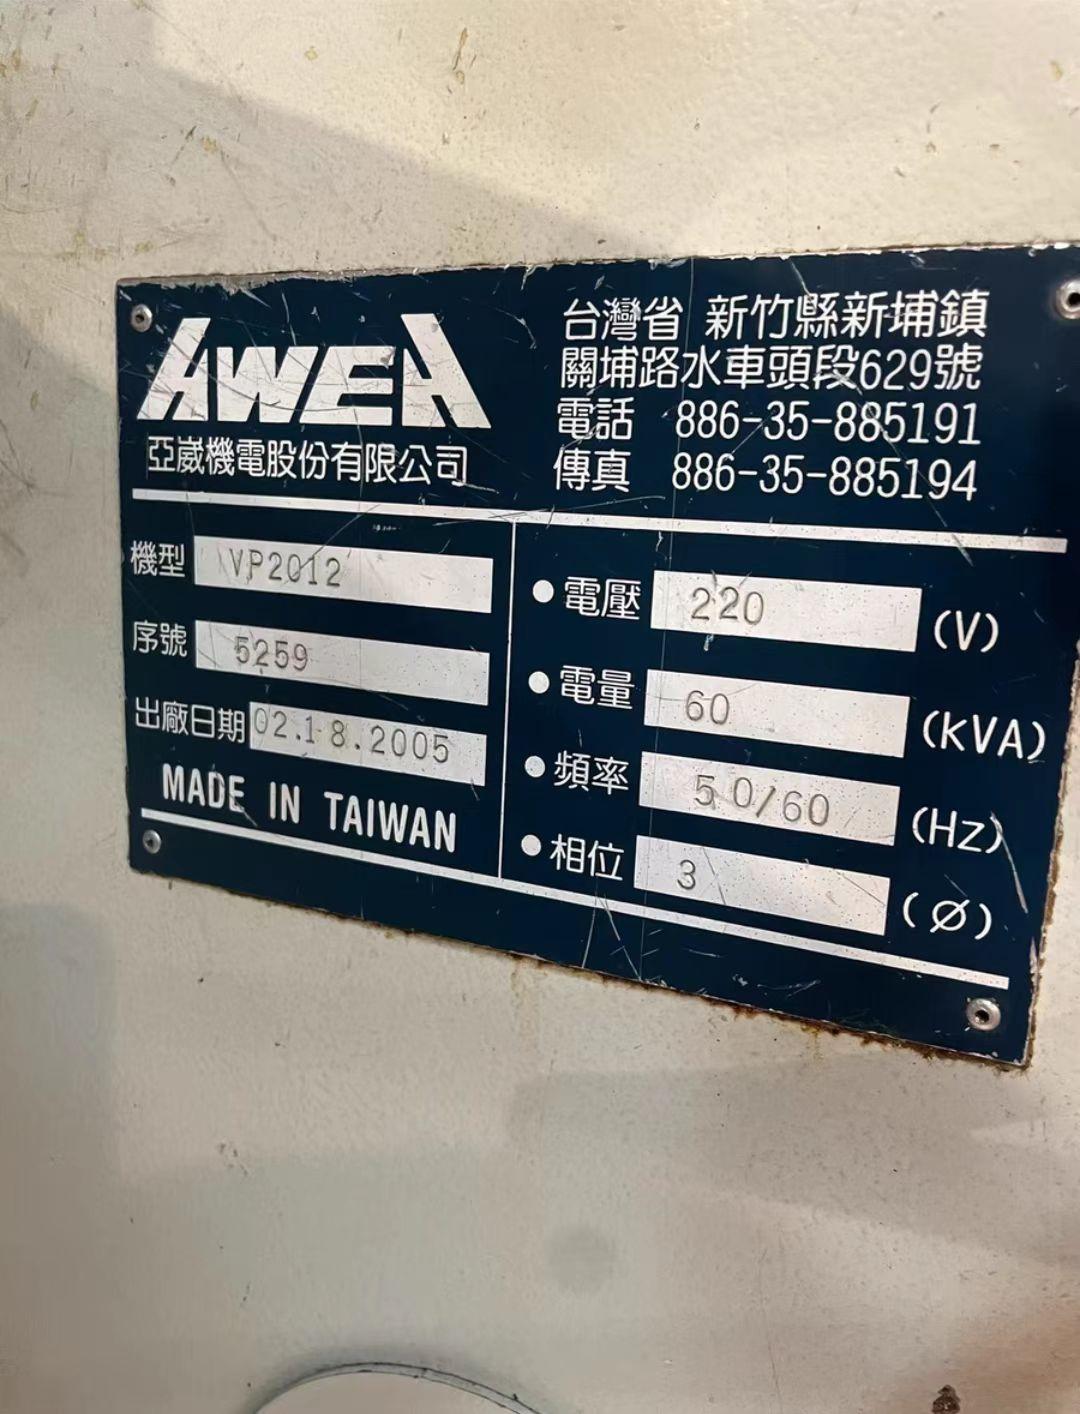 AWEA
亞崴機電股份有限公司
台灣省 新竹縣新埔鎮
關埔路水車頭段629號
電話 886-35-885191
傳真 886-35-885194
機型 VP2012
序號 5259
出廠日期 02.18.2005
MADE IN TAIWAN
電壓 220 (V)
電量 60 (KVA)
頻率 50/60 (Hz)
相位 3 (Ø)